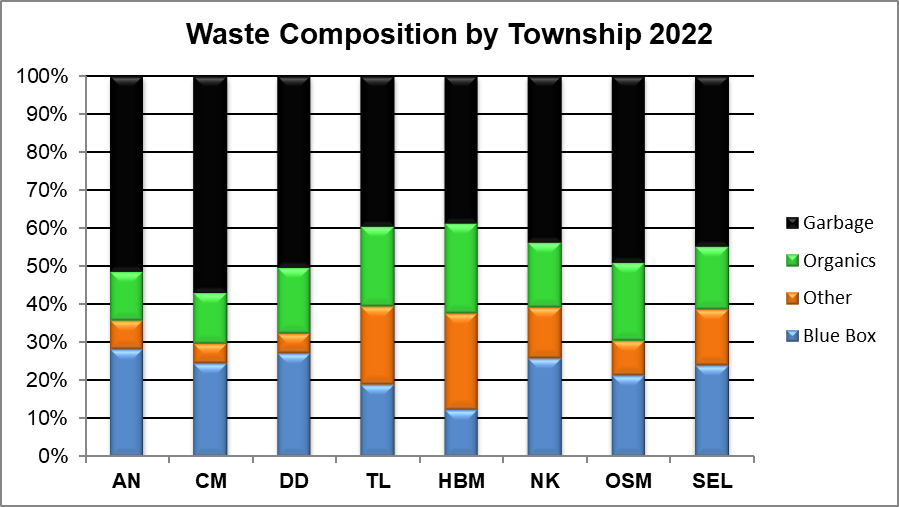 Waste Composition by Township 2022
100%
90%
80%
70%
60%
50%
40%
30%
20%
10%
0%
AN CM DD TL HBM NK OSM SEL
Garbage
Organics
Other
Blue Box